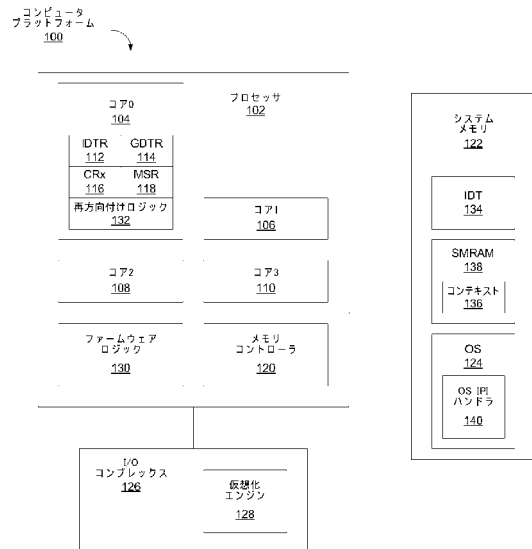 コンピュータ
プラットフォーム
100
コア0
104
プロセッサ
102
IDTR
112
GDTR
114
CRx
116
MSR
118
再方向付けロジック
132
コア1
106
コア2
108
コア3
110
ファームウェア
ロジック
130
メモリ
コントローラ
120
I/O
コンプレックス
126
仮想化
エンジン
128
システム
メモリ
122
IDT
134
SMRAM
138
コンテキスト
136
OS
124
OS IPI
ハンドラ
140